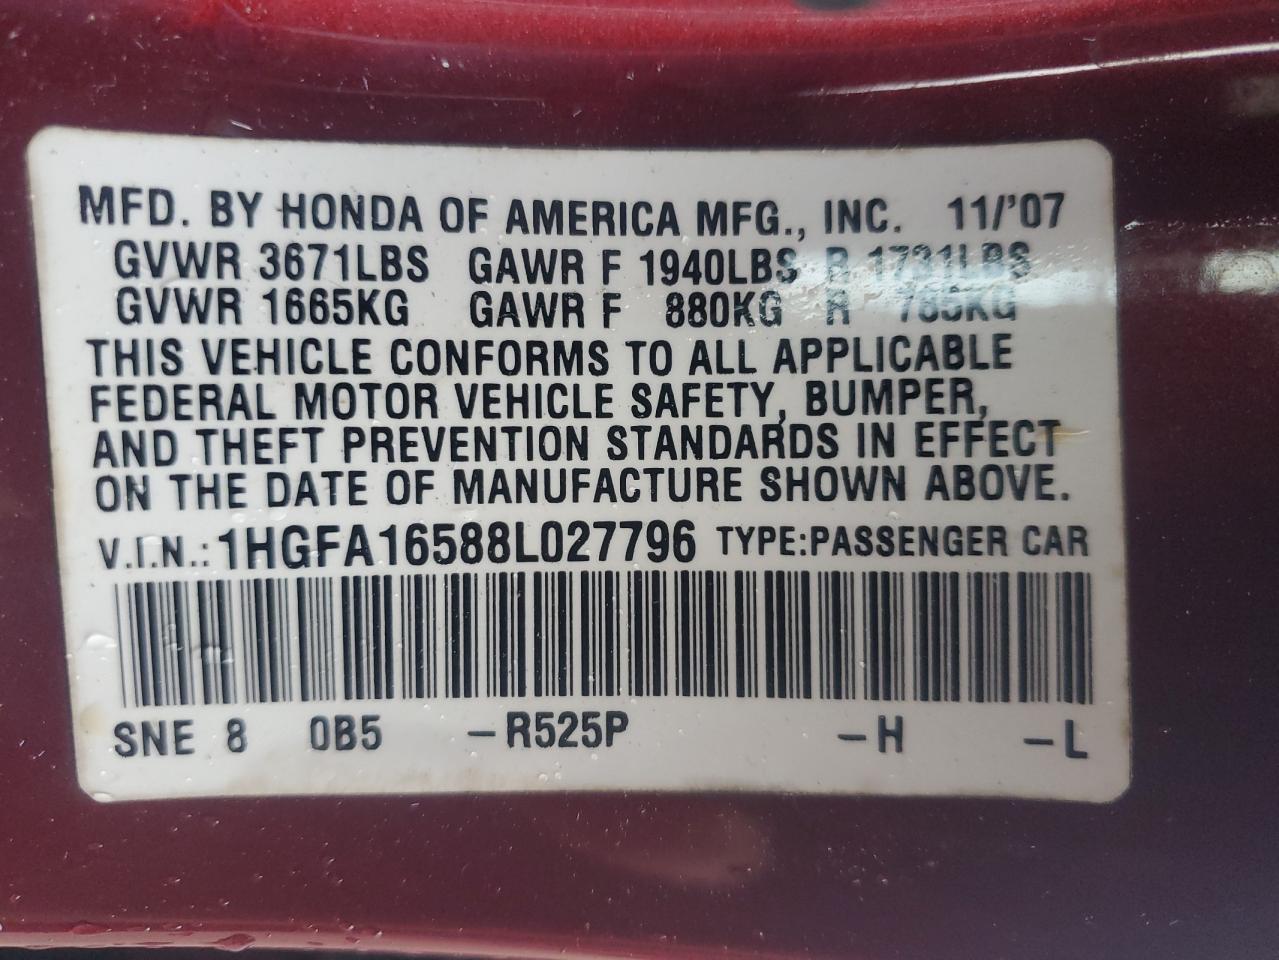 MFD. BY HONDA OF AMERICA MFG., INC. 11/'07
GVWR 3671LBS GAWR F 1940LBS R 1731LBS
GVWR 1665KG GAWR F 880KG R 785KG
THIS VEHICLE CONFORMS TO ALL APPLICABLE
FEDERAL MOTOR VEHICLE SAFETY, BUMPER,
AND THEFT PREVENTION STANDARDS IN EFFECT
ON THE DATE OF MANUFACTURE SHOWN ABOVE.
V.I.N.: 1HGFA16588L027796 TYPE:PASSENGER CAR
SNE 8 0B5 -R525P -H -L